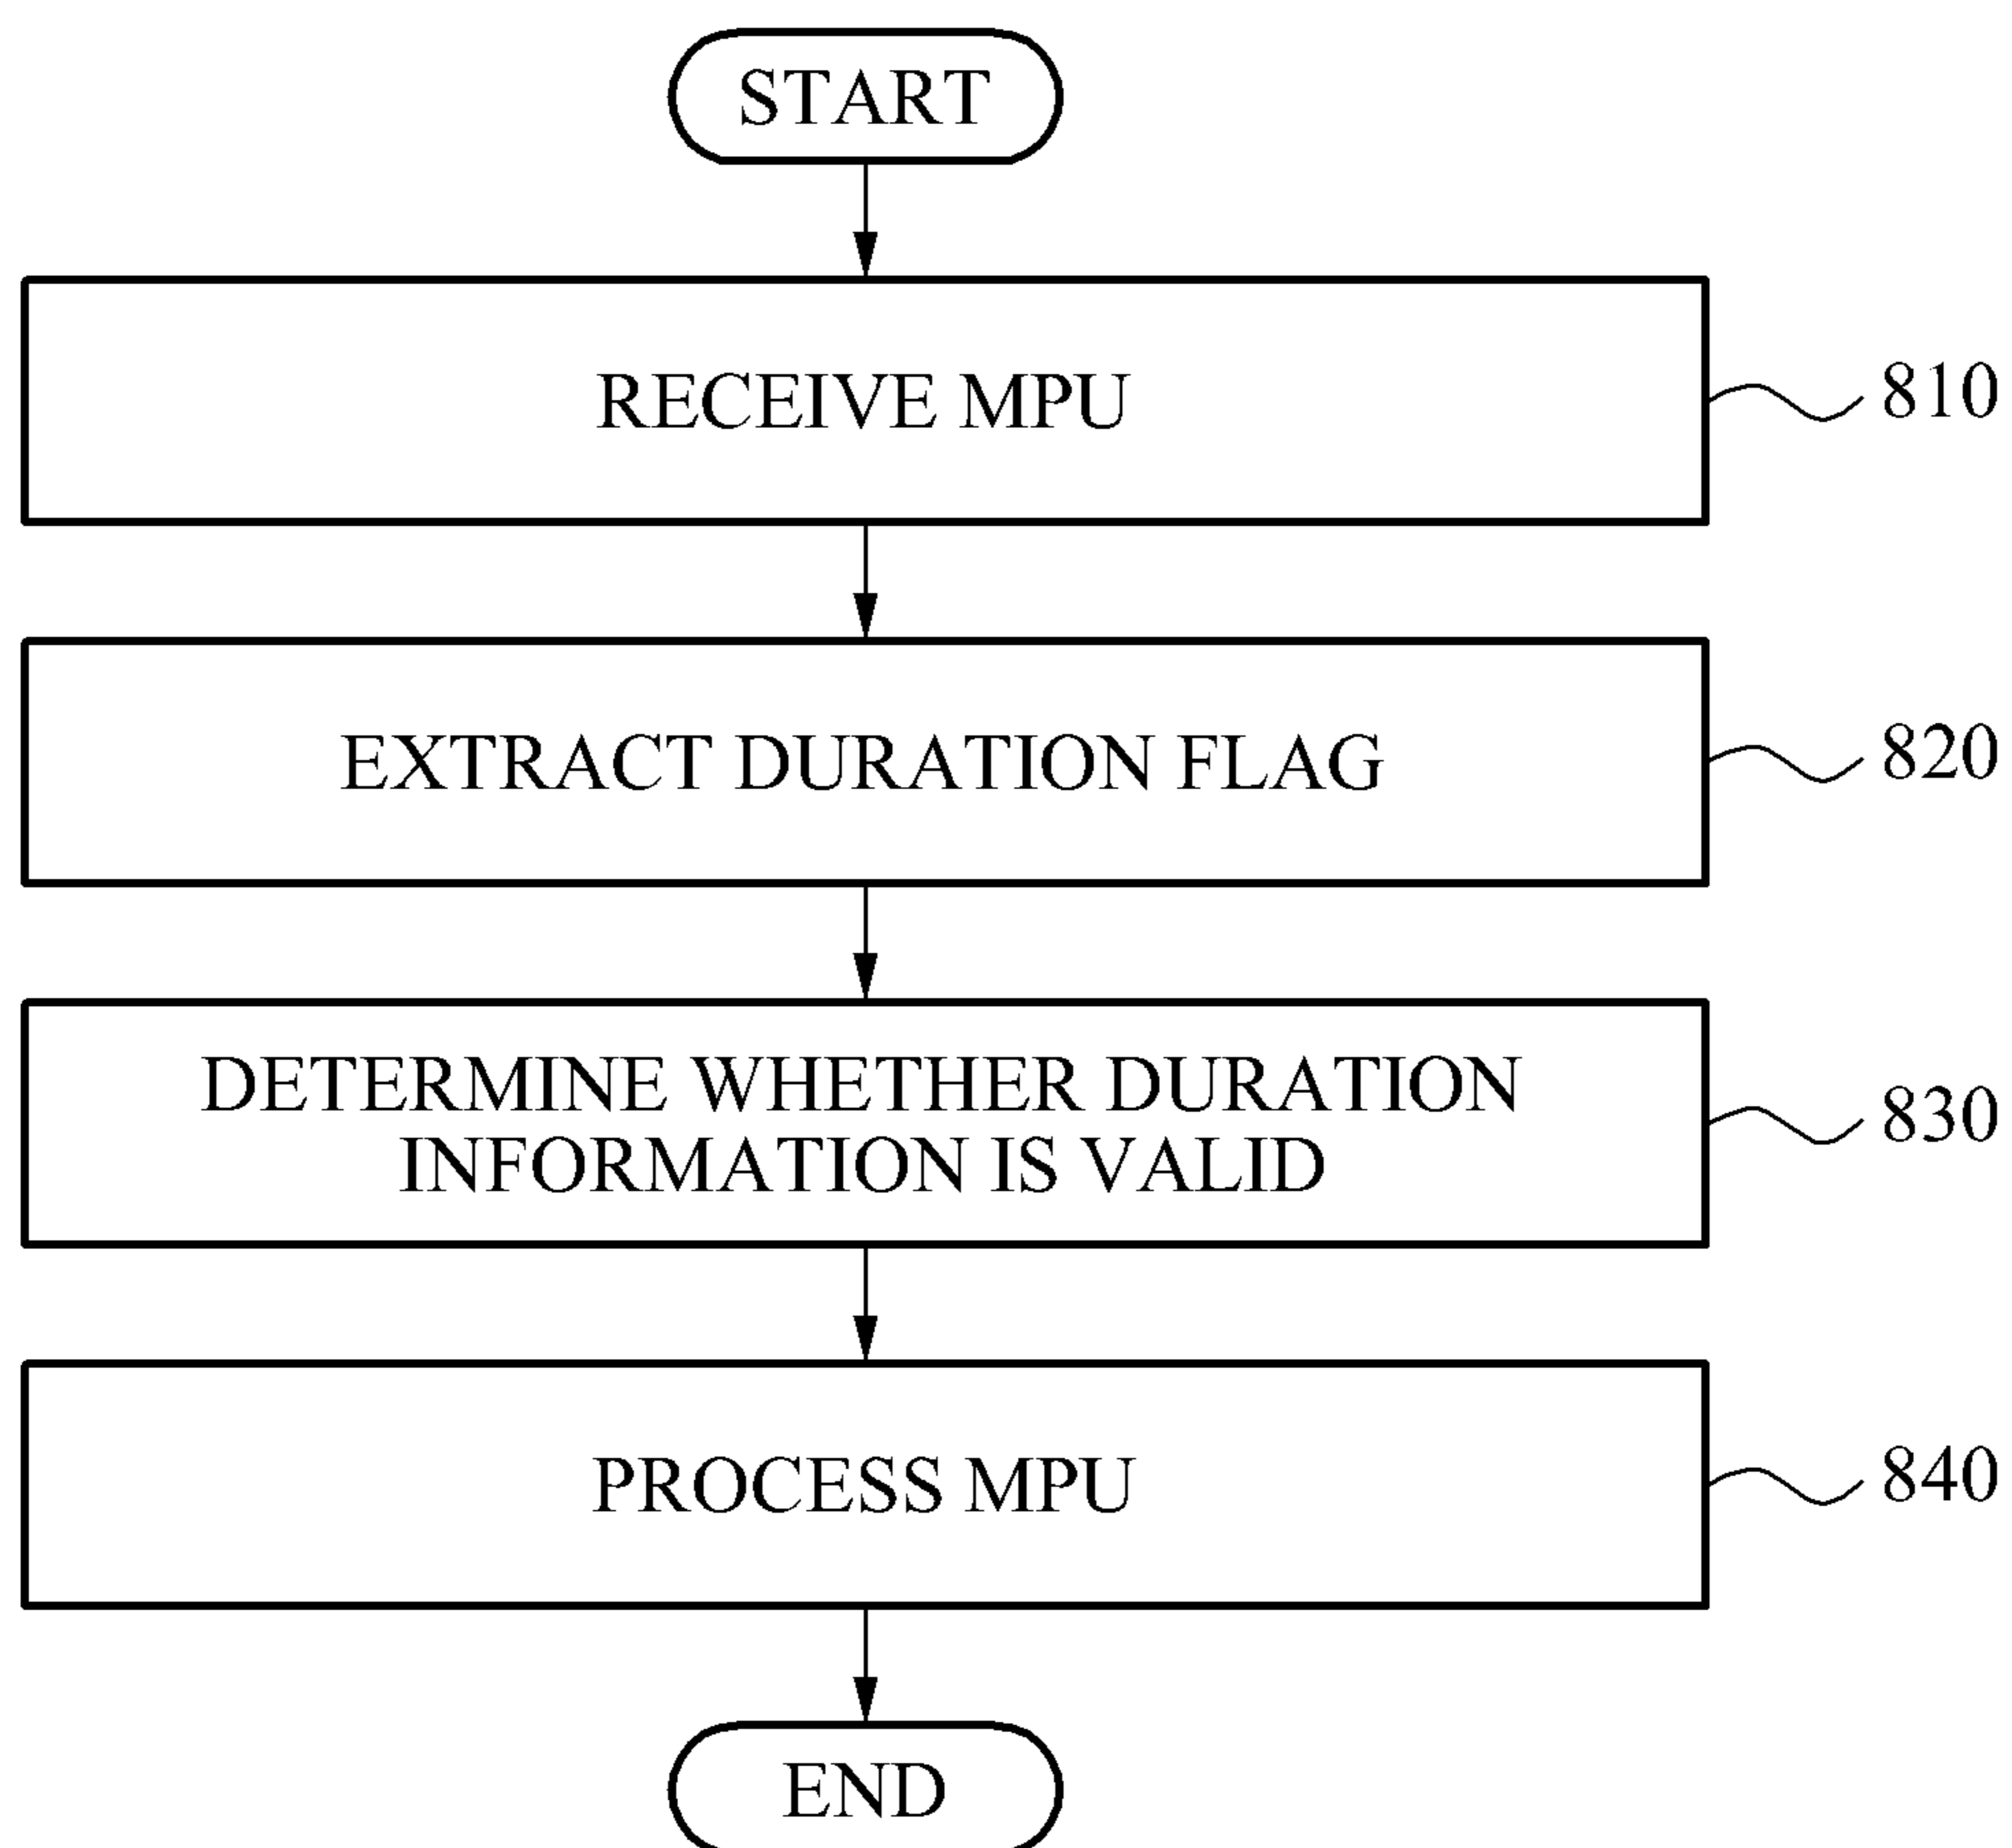 START
RECEIVE MPU
810
EXTRACT DURATION FLAG
820
DETERMINE WHETHER DURATION
INFORMATION IS VALID
830
PROCESS MPU
840
END